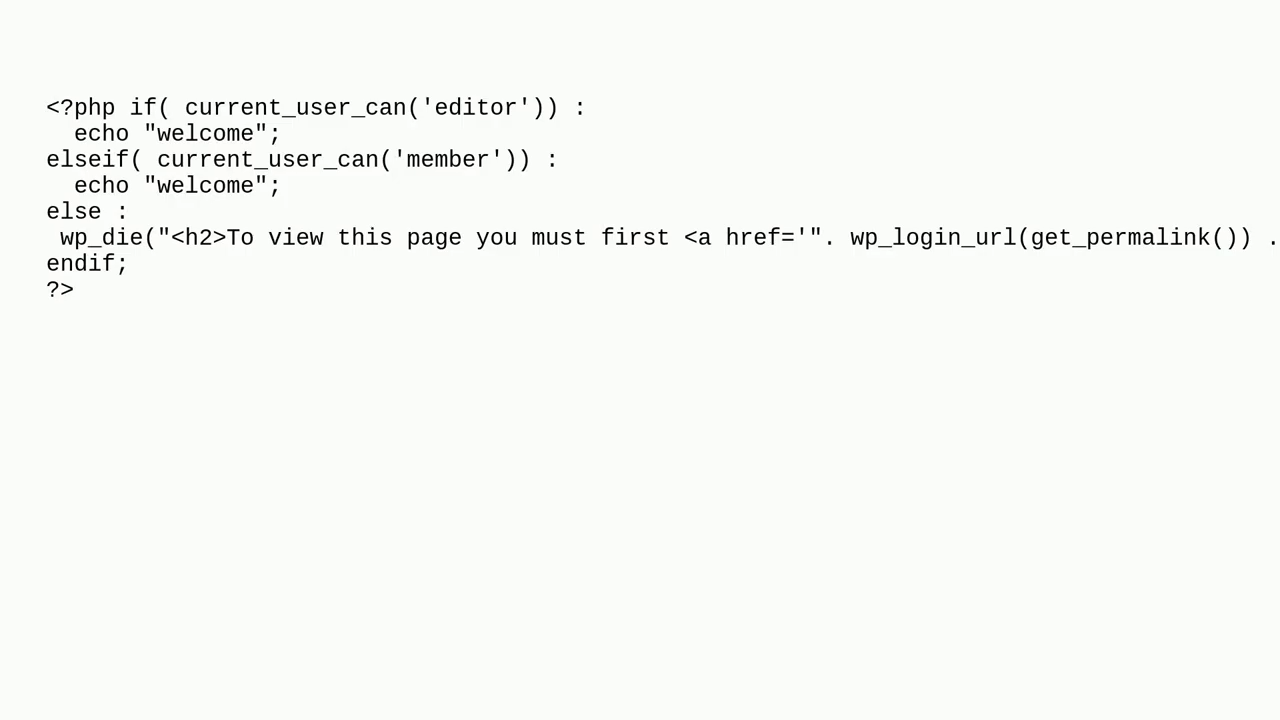 <?php if( current_user_can('editor')) :
  echo "welcome";
elseif( current_user_can('member')) :
  echo "welcome";
else :
 wp_die("<h2>To view this page you must first <a href='". wp_login_url(get_permalink()) .
endif;
?>